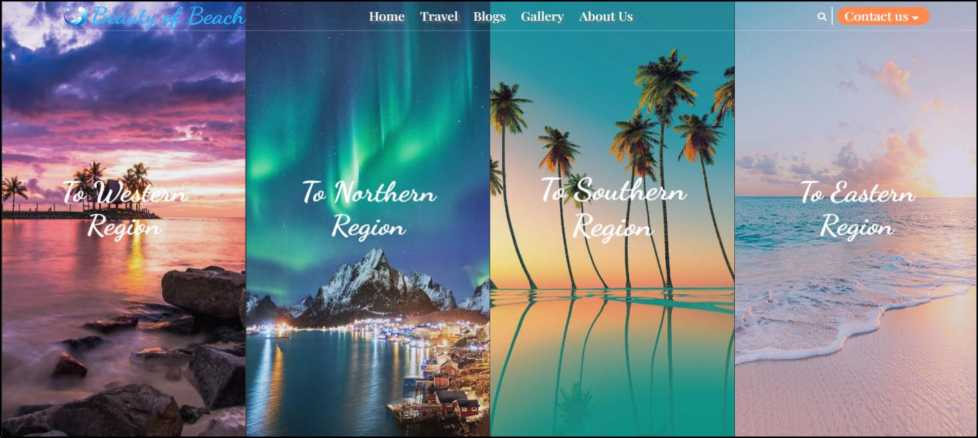 Beauty of Beach
Home Travel Blogs Gallery About Us
Contact us
To Western
Region
To Northern
Region
To Southern
Region
To Eastern
Region